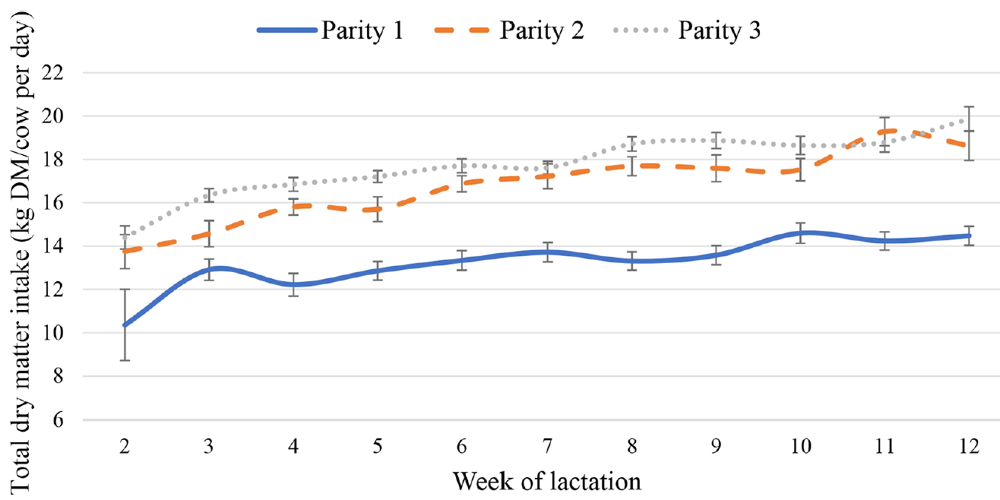 Parity 1 Parity 2 Parity 3
Total dry matter intake (kg DM/cow per day)
22
20
18
16
14
12
10
8
6
2 3 4 5 6 7 8 9 10 11 12
Week of lactation